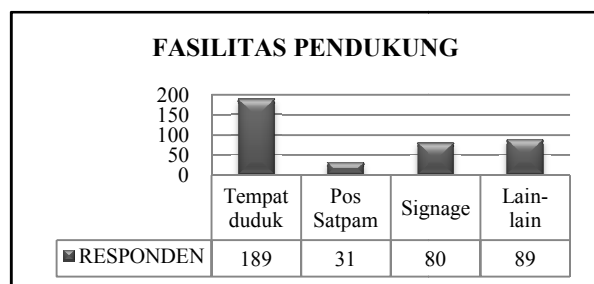 FASILITAS PENDUKUNG
200
150
100
50
0
Tempat duduk
Pos Satpam
Signage
Lain-lain
RESPONDEN 189 31 80 89